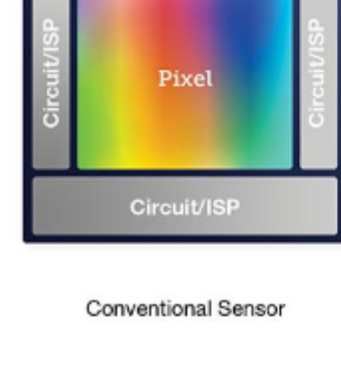 Circuit/ISP
Pixel
Circuit/ISP
Circuit/ISP
Conventional Sensor